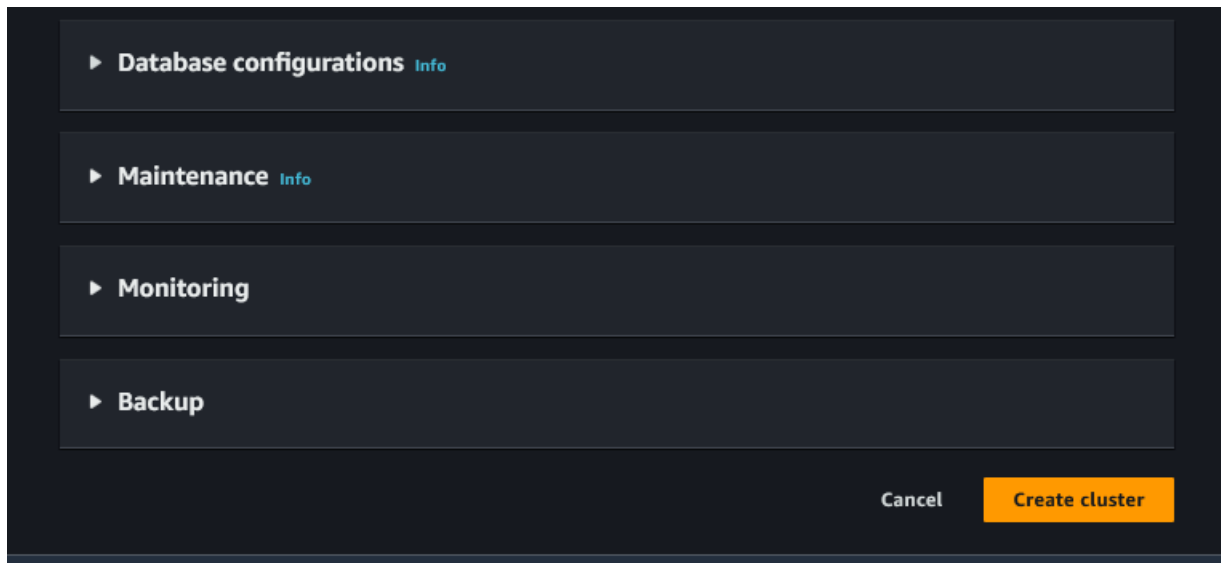 Database configurations Info
Maintenance Info
Monitoring
Backup
Cancel Create cluster